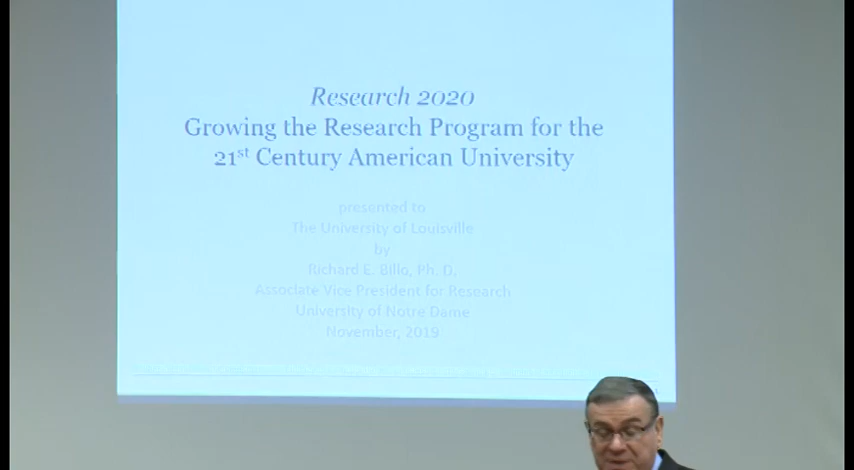 Research 2020
Growing the Research Program for the
21st Century American University
presented to
The University of Louisville
by
Richard E. Billo, Ph. D.
Associate Vice President for Research
University of Notre Dame
November, 2019